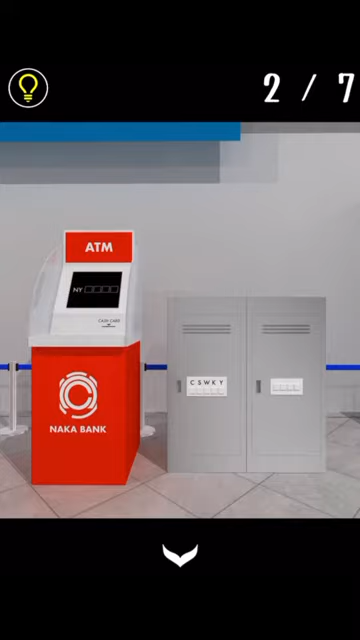 2 / 7
ATM
NY
CASH CARD
C S W K Y
NAKA BANK